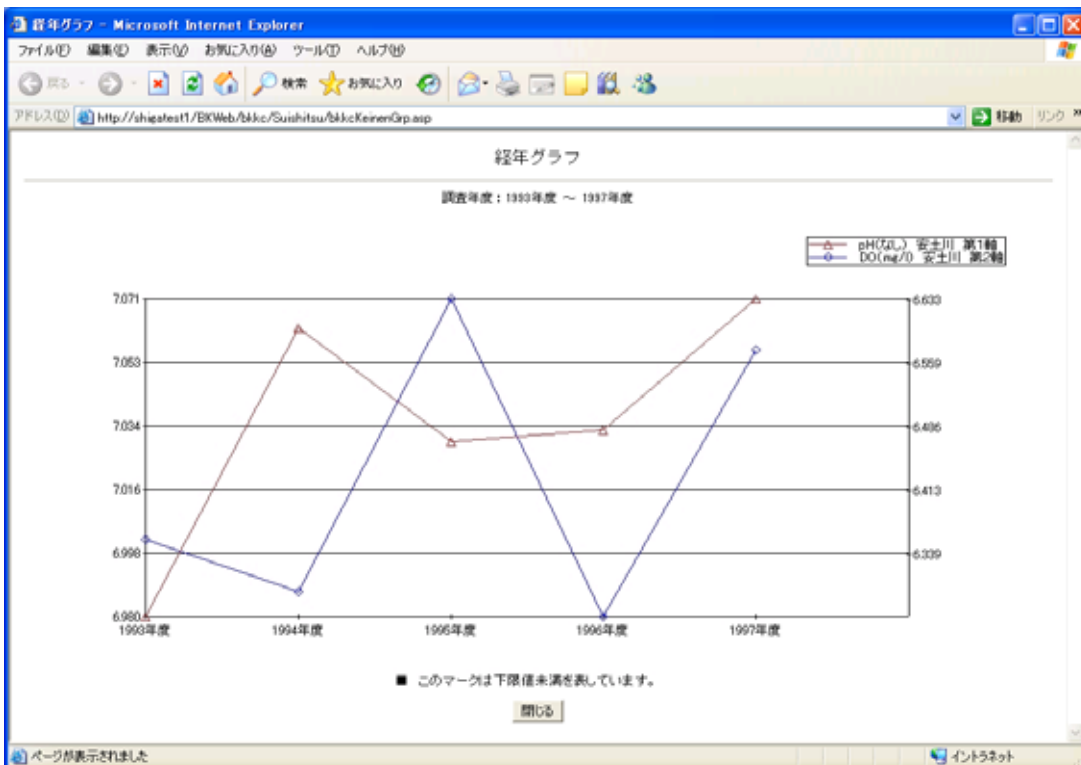 経年グラフ - Microsoft Internet Explorer
ファイル(F) 編集(E) 表示(V) お気に入り(A) ツール(T) ヘルプ(H)
戻る 検索 お気に入り
アドレス(D) http://shigatest1/BKWeb/bkkc/Suishitsu/bkkcKeinenGrp.asp 移動 リンク »
経年グラフ
調査年度:1993年度 ～ 1997年度
pH(なし) 安土川 第1軸
DO(mg/l) 安土川 第2軸
7.071 6.633
7.053 6.559
7.034 6.486
7.016 6.413
6.998 6.339
6.980
1993年度 1994年度 1995年度 1996年度 1997年度
■ このマークは下限値未満を表しています。
閉じる
ページが表示されました イントラネット